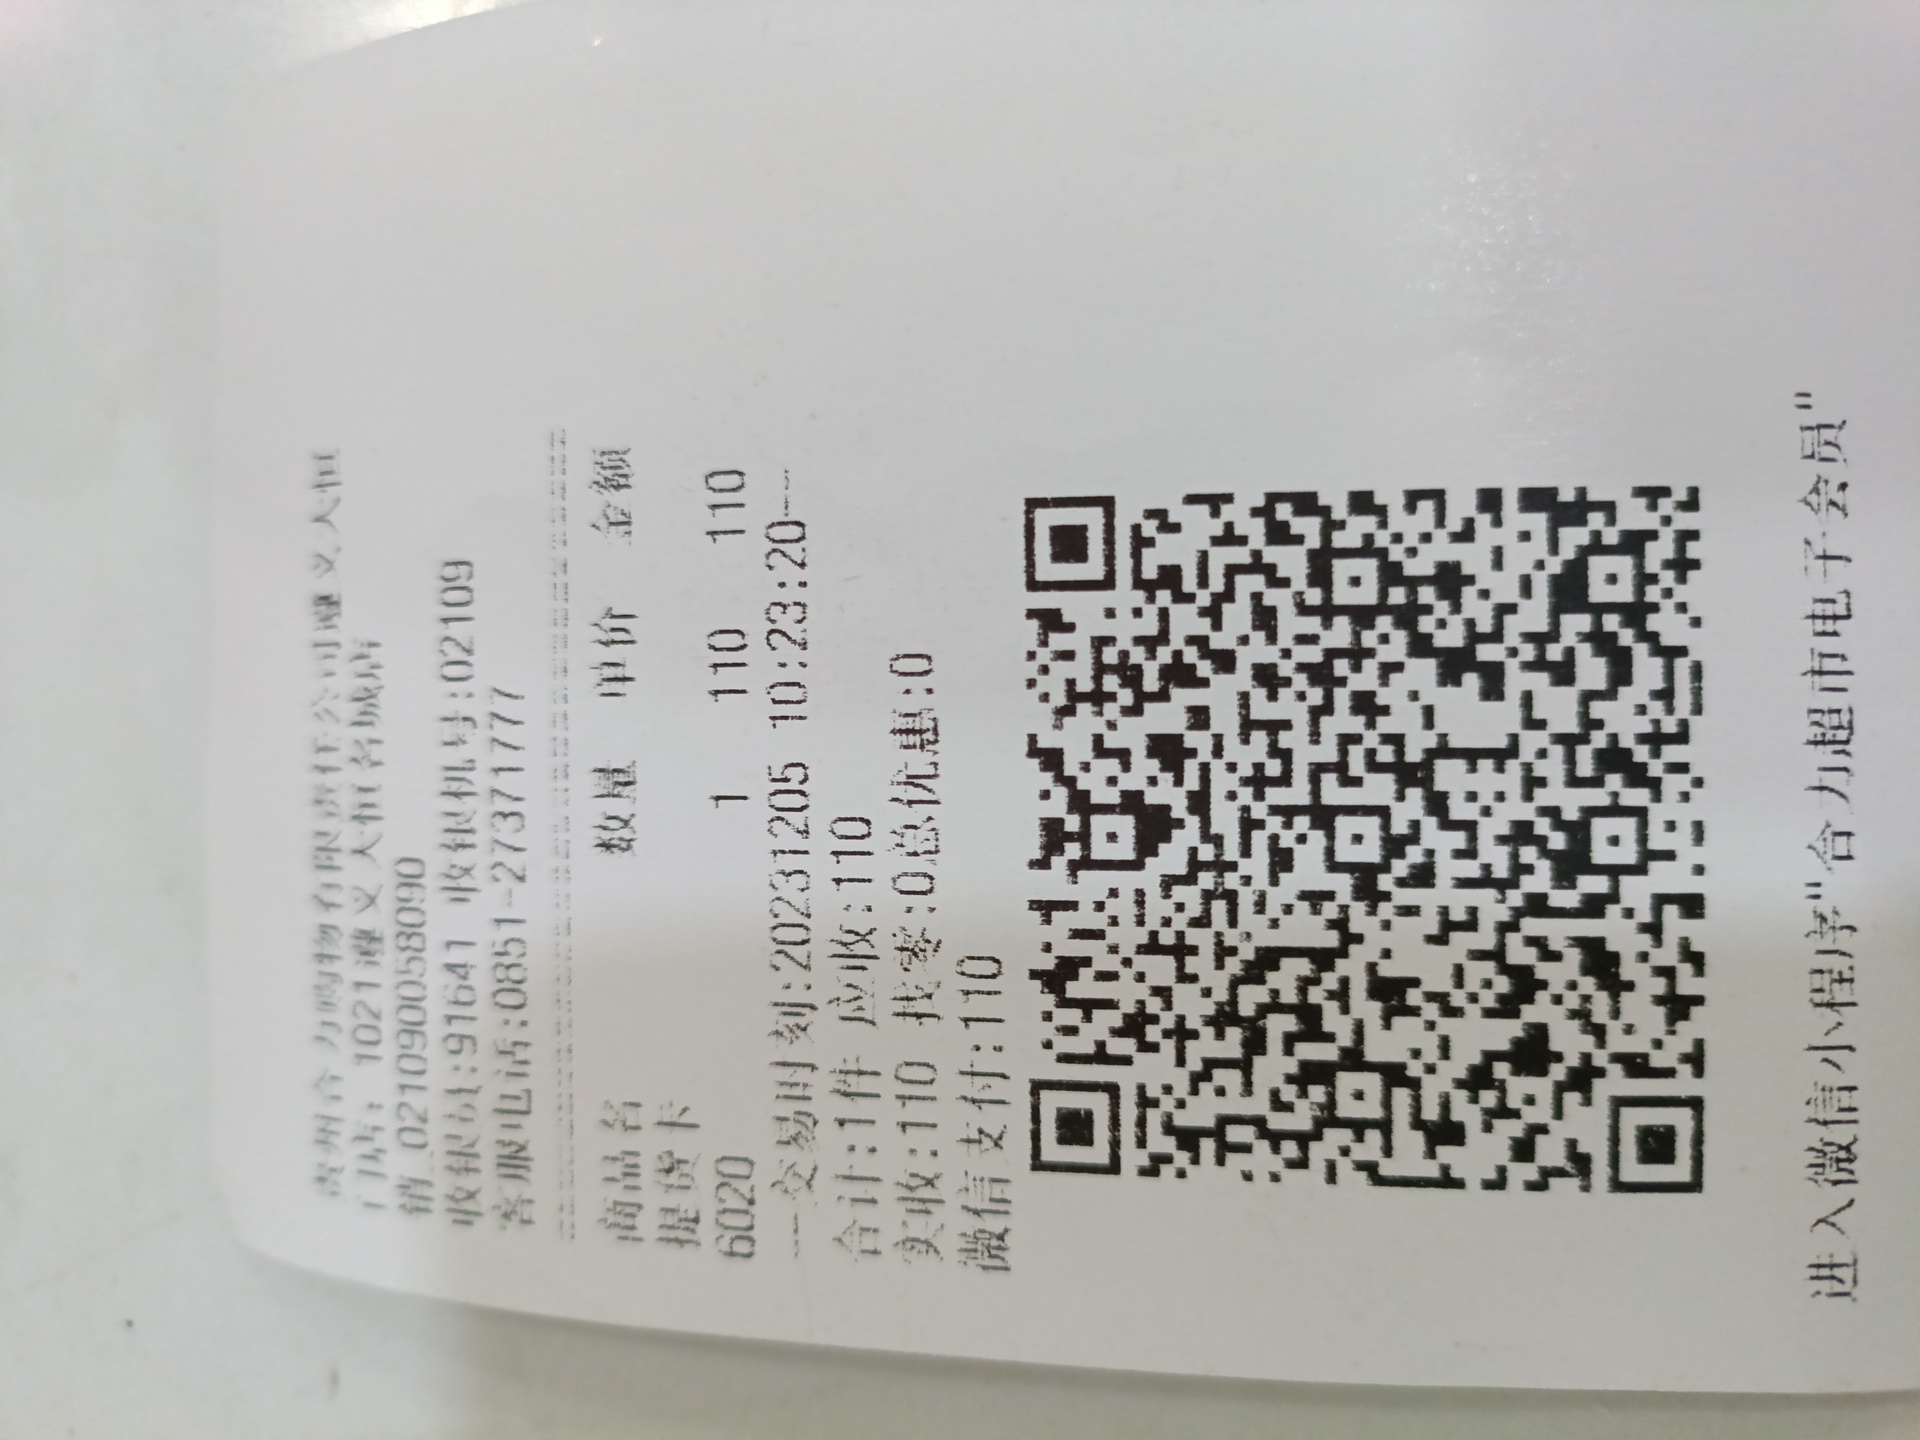 贵州合力购物有限责任公司遵义天恒
门店: 1021遵义天恒名城店
销_0210900058090
收银员:91641 收银机号:02109
客服电话:0851-27371777
商品名 数量 单价 金额
提货卡
6020 1 110 110
---交易时刻:20231205 10:23:20---
合计:1件 应收:110
实收:110 找零:0总优惠:0
微信支付:110
进入微信小程序"合力超市电子会员"